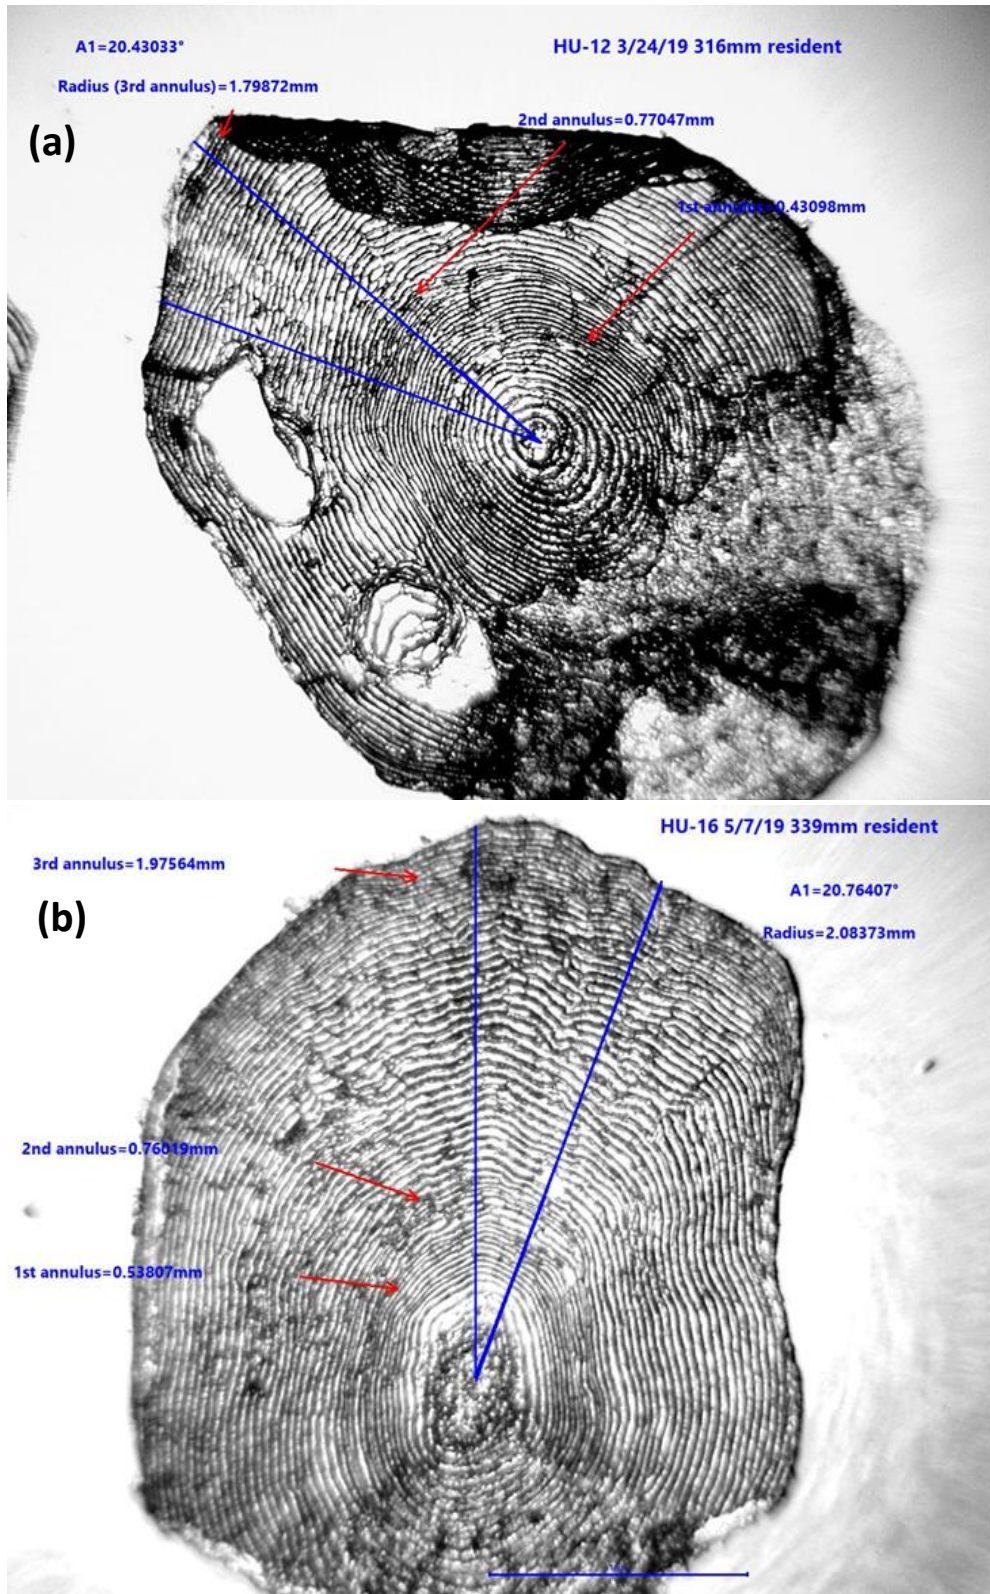 A1=20.43033°
HU-12 3/24/19 316mm resident
Radius (3rd annulus)=1.79872mm
2nd annulus=0.77047mm
(a)
1st annulus=0.43098mm
HU-16 5/7/19 339mm resident
3rd annulus=1.97564mm
A1=20.76407°
(b)
Radius=2.08373mm
2nd annulus=0.76019mm
1st annulus=0.53807mm